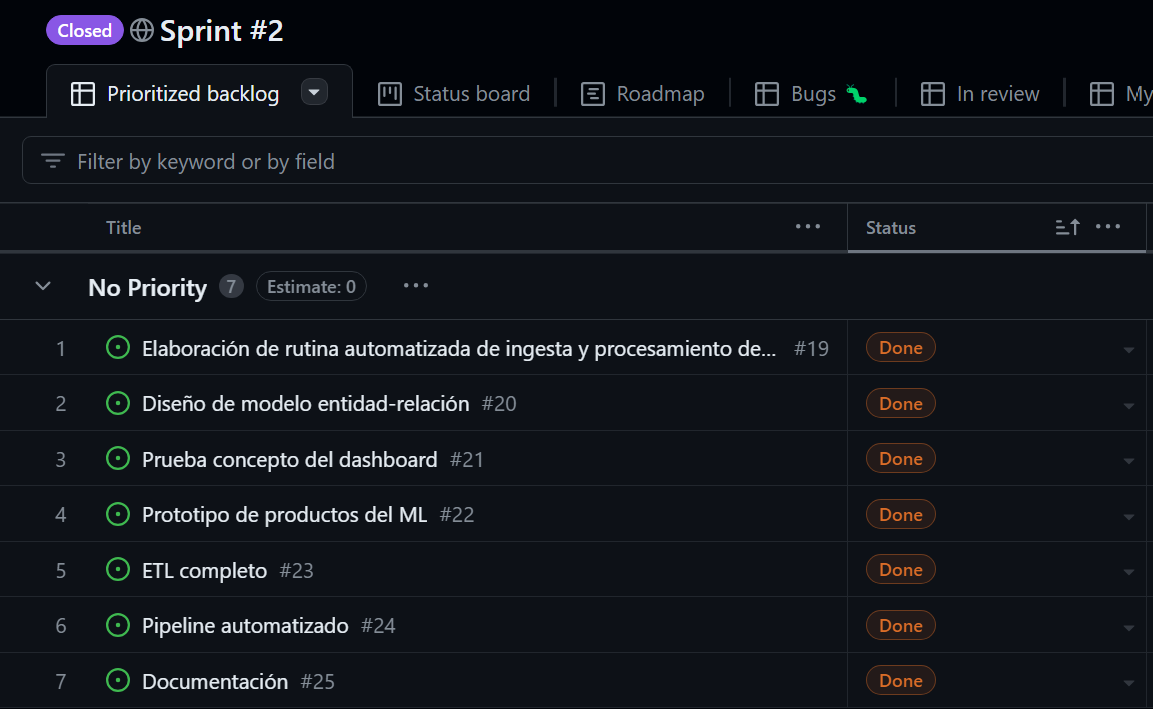 Closed Sprint #2
Prioritized backlog Status board Roadmap Bugs In review My
Filter by keyword or by field
Title Status
No Priority 7 Estimate: 0
1 Elaboración de rutina automatizada de ingesta y procesamiento de... #19 Done
2 Diseño de modelo entidad-relación #20 Done
3 Prueba concepto del dashboard #21 Done
4 Prototipo de productos del ML #22 Done
5 ETL completo #23 Done
6 Pipeline automatizado #24 Done
7 Documentación #25 Done